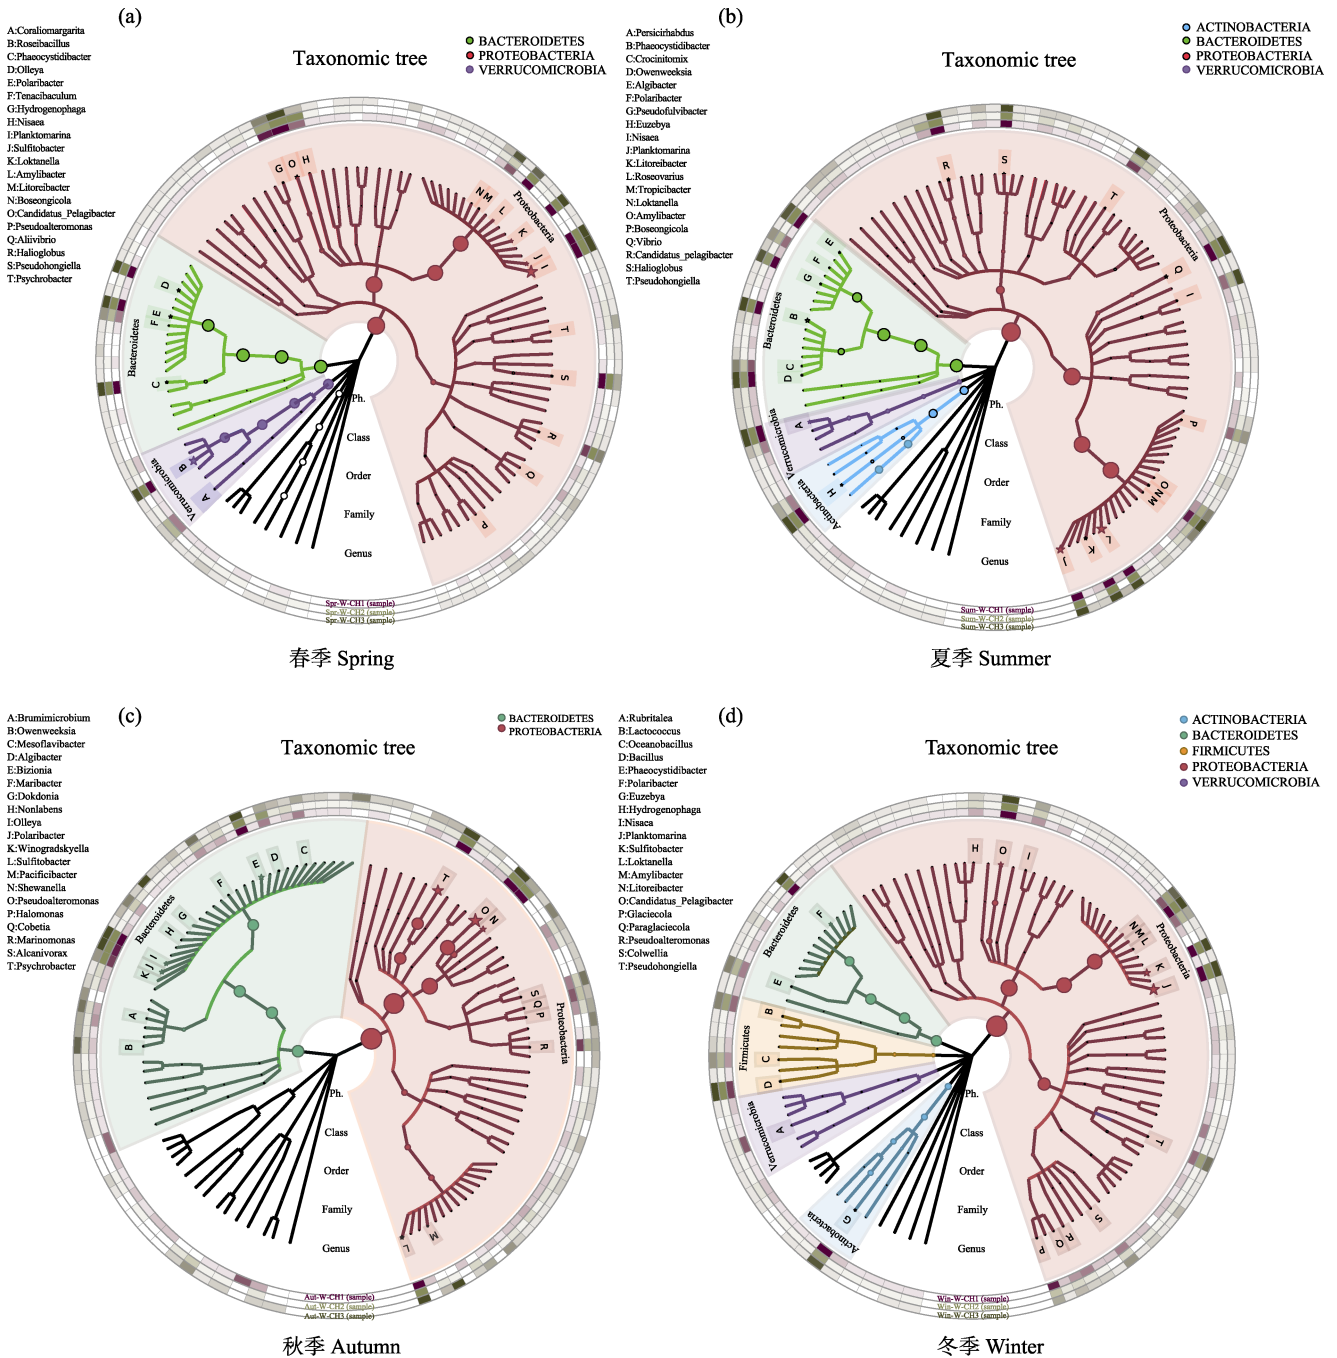 (a)
A:Coraliomargarita
B:Roseibacillus
C:Phaeocystidibacter
D:Olleya
E:Polaribacter
F:Tenacibaculum
G:Hydrogenophaga
H:Nisaea
I:Planktomarina
J:Sulfitobacter
K:Loktanella
L:Amylibacter
M:Litoreibacter
N:Boseongicola
O:Candidatus_Pelagibacter
P:Pseudoalteromonas
Q:Aliivibrio
R:Halioglobus
S:Pseudohongiella
T:Psychrobacter
Taxonomic tree
BACTEROIDETES
PROTEOBACTERIA
VERRUCOMICROBIA
G O H
N M L K J I
Proteobacteria
T
S
R
Q
P
D
F E
C
Bacteroidetes
B
A
Verrucomicrobia
Ph.
Class
Order
Family
Genus
Spr-W-CH1 (sample)
Spr-W-CH2 (sample)
Spr-W-CH3 (sample)
春季 Spring
(b)
A:Persicirhabdus
B:Phaeocystidibacter
C:Crocinitomix
D:Owenweeksia
E:Algibacter
F:Polaribacter
G:Pseudofulvibacter
H:Euzebya
I:Nisaea
J:Planktomarina
K:Litoreibacter
L:Roseovarius
M:Tropicibacter
N:Loktanella
O:Amylibacter
P:Boseongicola
Q:Vibrio
R:Candidatus_pelagibacter
S:Halioglobus
T:Pseudohongiella
Taxonomic tree
ACTINOBACTERIA
BACTEROIDETES
PROTEOBACTERIA
VERRUCOMICROBIA
R
S
T
Proteobacteria
Q
I
P
O N M
L
K
J
E
F
G
B
D C
Bacteroidetes
A
Verrucomicrobia
H
Actinobacteria
Ph.
Class
Order
Family
Genus
Sum-W-CH1 (sample)
Sum-W-CH2 (sample)
Sum-W-CH3 (sample)
夏季 Summer
(c)
A:Brumimicrobium
B:Owenweeksia
C:Mesoflavibacter
D:Algibacter
E:Bizionia
F:Maribacter
G:Dokdonia
H:Nonlabens
I:Olleya
J:Polaribacter
K:Winogradskyella
L:Sulfitobacter
M:Pacificibacter
N:Shewanella
O:Pseudoalteromonas
P:Halomonas
Q:Cobetia
R:Marinomonas
S:Alcanivorax
T:Psychrobacter
Taxonomic tree
BACTEROIDETES
PROTEOBACTERIA
F
E D C
G
H
K J I
A
B
Bacteroidetes
T
O N
S Q P
R
Proteobacteria
M
L
Ph.
Class
Order
Family
Genus
Aut-W-CH1 (sample)
Aut-W-CH2 (sample)
Aut-W-CH3 (sample)
秋季 Autumn
(d)
A:Rubritalea
B:Lactococcus
C:Oceanobacillus
D:Bacillus
E:Phaeocystidibacter
F:Polaribacter
G:Euzebya
H:Hydrogenophaga
I:Nisaea
J:Planktomarina
K:Sulfitobacter
L:Loktanella
M:Amylibacter
N:Litoreibacter
O:Candidatus_Pelagibacter
P:Glaciecola
Q:Paraglaciecola
R:Pseudoalteromonas
S:Colwellia
T:Pseudohongiella
Taxonomic tree
ACTINOBACTERIA
BACTEROIDETES
FIRMICUTES
PROTEOBACTERIA
VERRUCOMICROBIA
H O I
N M L
K
J
Proteobacteria
T
S
R Q
P
F
E
Bacteroidetes
B
C
D
Firmicutes
A
Verrucomicrobia
G
Actinobacteria
Ph.
Class
Order
Family
Genus
Win-W-CH1 (sample)
Win-W-CH2 (sample)
Win-W-CH3 (sample)
冬季 Winter